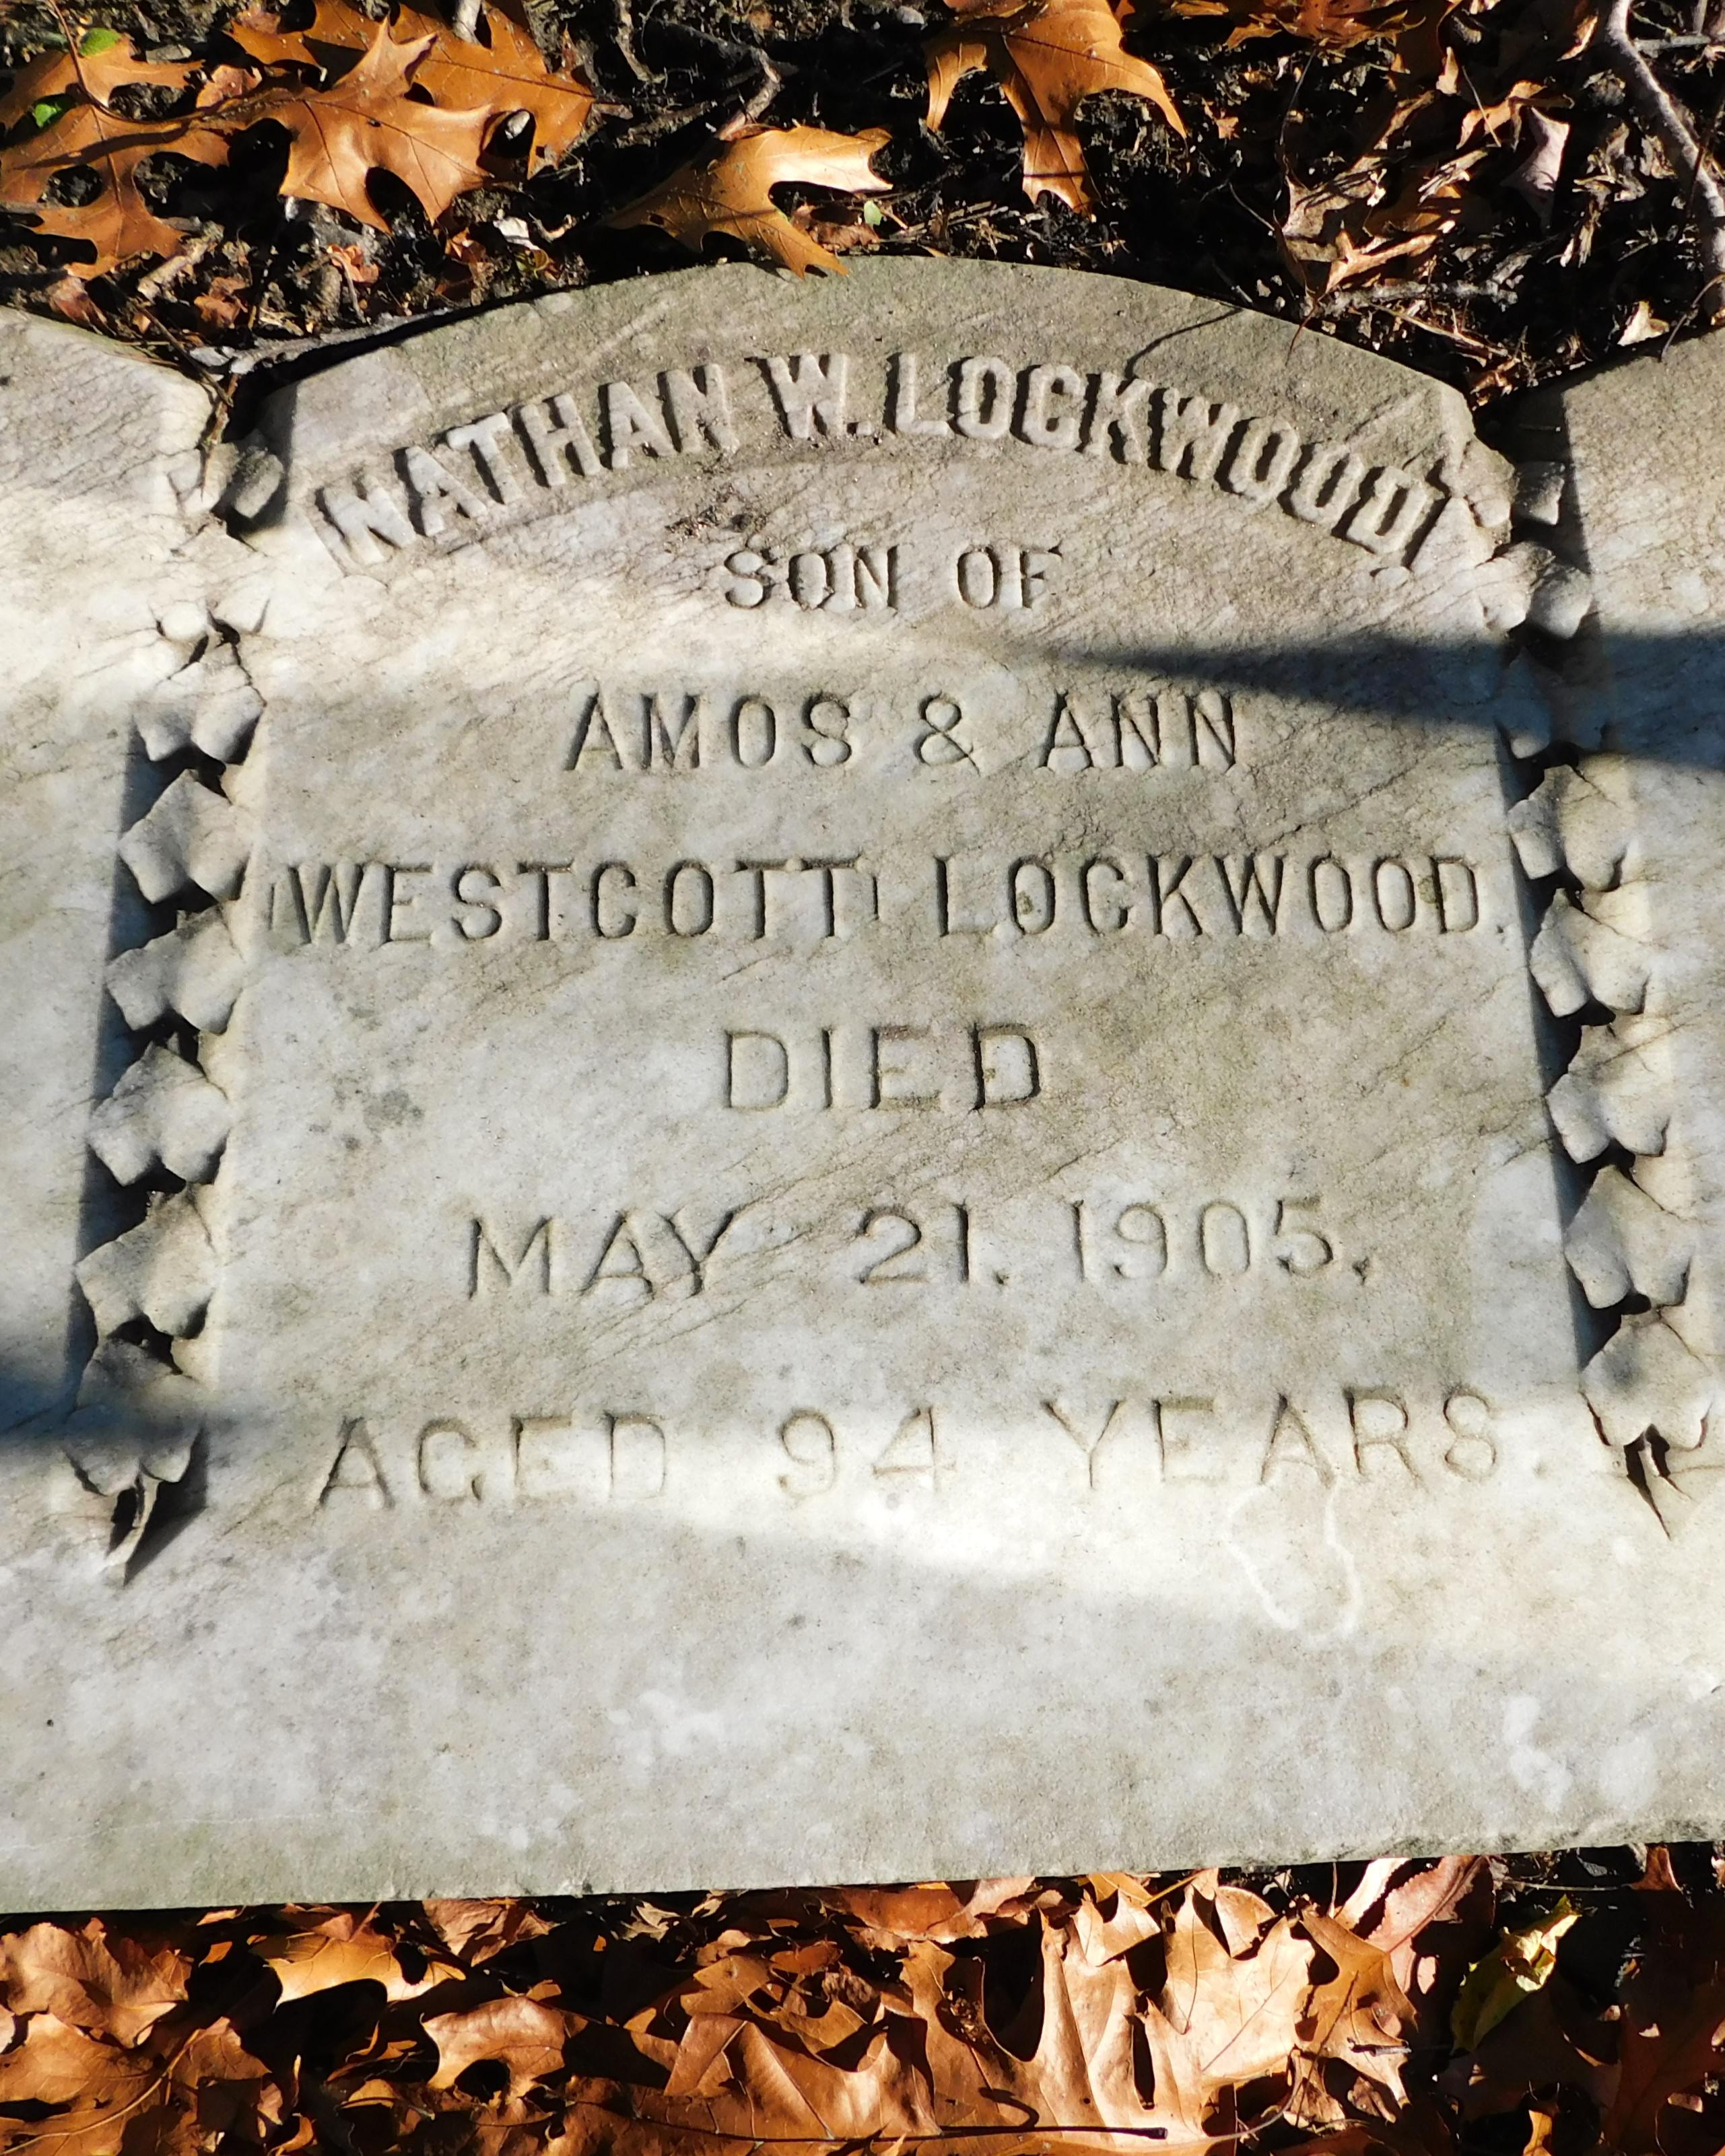 NATHAN W. LOCKWOOD
SON OF
AMOS & ANN
(WESTCOTT) LOCKWOOD.
DIED
MAY 21, 1905,
AGED 94 YEARS.